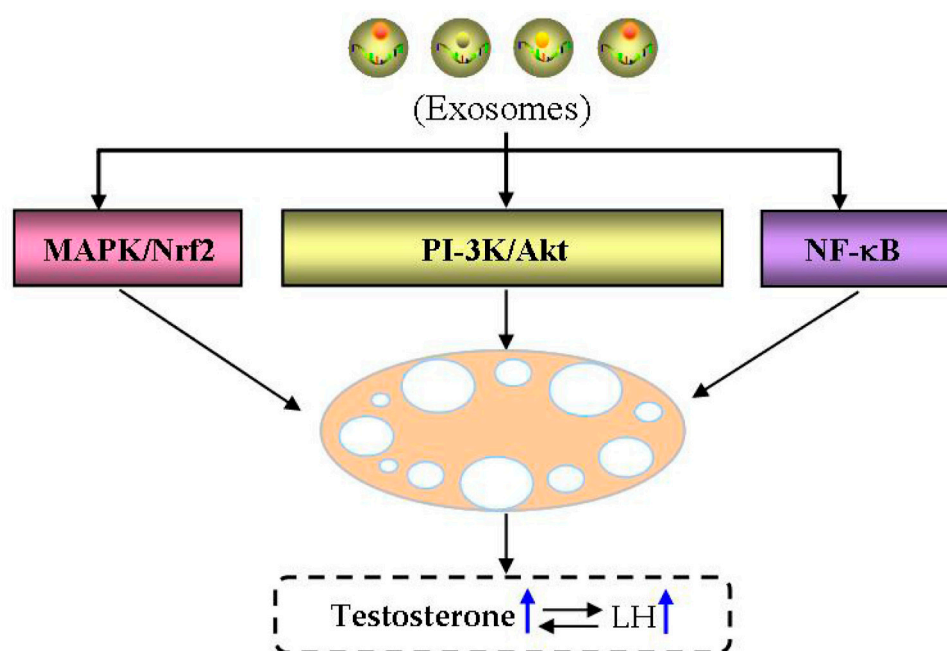 (Exosomes)
MAPK/Nrf2
PI-3K/Akt
NF-κB
Testosterone LH